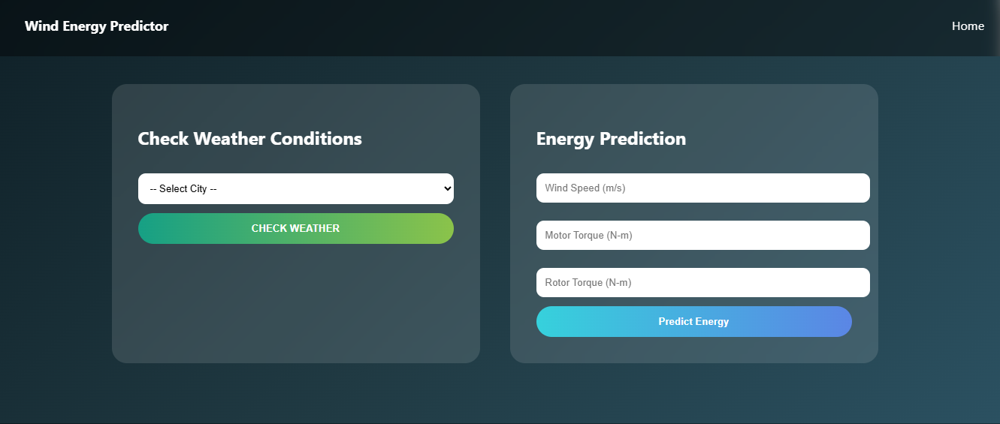 Wind Energy Predictor
Home
Check Weather Conditions
-- Select City --
CHECK WEATHER
Energy Prediction
Wind Speed (m/s)
Motor Torque (N-m)
Rotor Torque (N-m)
Predict Energy